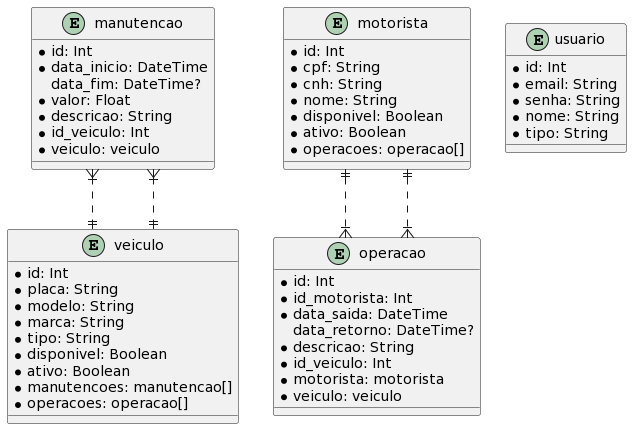 E manutencao
id: Int
data_inicio: DateTime
data_fim: DateTime?
valor: Float
descricao: String
id_veiculo: Int
veiculo: veiculo
E motorista
id: Int
cpf: String
cnh: String
nome: String
disponivel: Boolean
ativo: Boolean
operacoes: operacao[]
E usuario
id: Int
email: String
senha: String
nome: String
tipo: String
E veiculo
id: Int
placa: String
modelo: String
marca: String
tipo: String
disponivel: Boolean
ativo: Boolean
manutencoes: manutencao[]
operacoes: operacao[]
E operacao
id: Int
id_motorista: Int
data_saida: DateTime
data_retorno: DateTime?
descricao: String
id_veiculo: Int
motorista: motorista
veiculo: veiculo